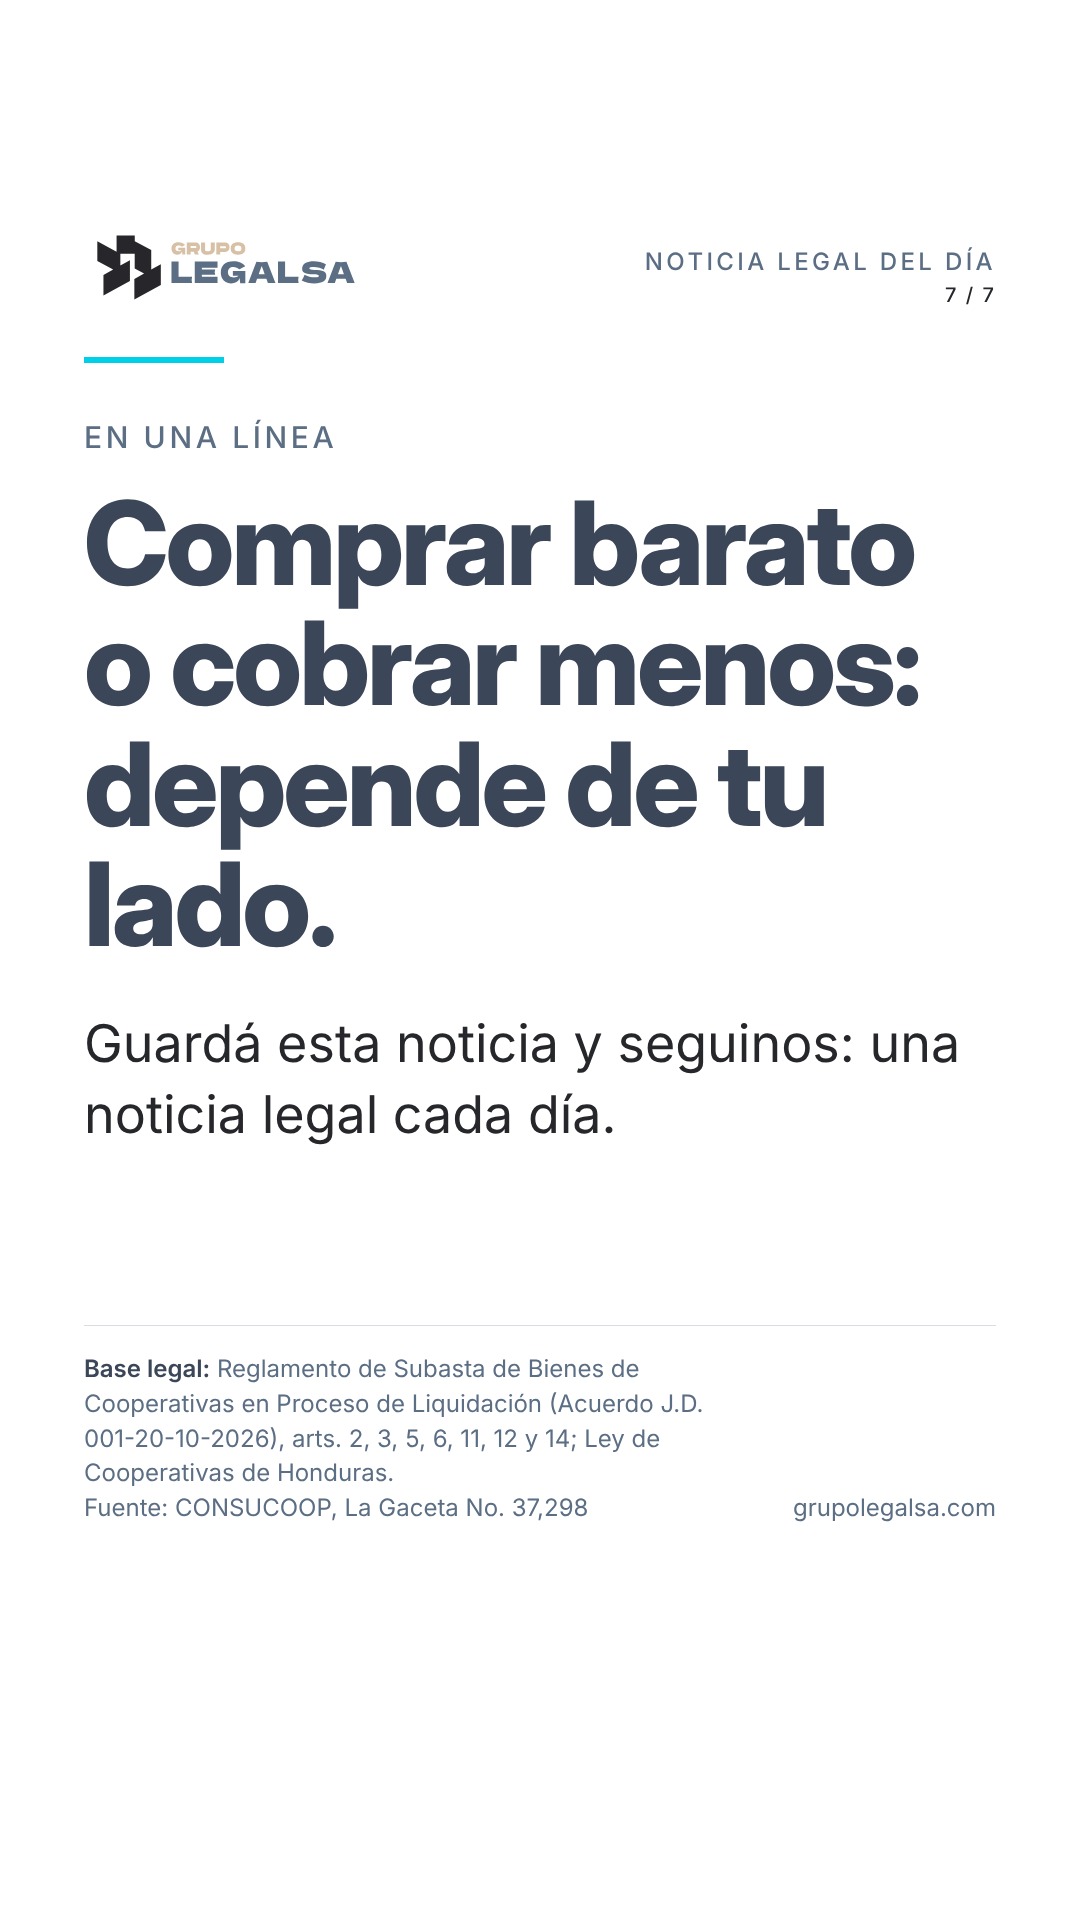 GRUPO
LEGALSA
NOTICIA LEGAL DEL DÍA
7 / 7
EN UNA LÍNEA
Comprar barato
o cobrar menos:
depende de tu
lado.
Guardá esta noticia y seguinos: una
noticia legal cada día.
Base legal: Reglamento de Subasta de Bienes de
Cooperativas en Proceso de Liquidación (Acuerdo J.D.
001-20-10-2026), arts. 2, 3, 5, 6, 11, 12 y 14; Ley de
Cooperativas de Honduras.
Fuente: CONSUCOOP, La Gaceta No. 37,298
grupolegalsa.com